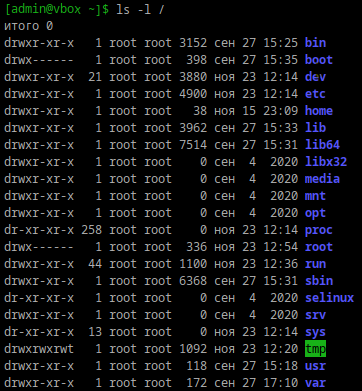 [admin@vbox ~]$ ls -l /
итого 0
drwxr-xr-x 1 root root 3152 сен 27 15:25 bin
drwx------ 1 root root 398 сен 27 15:35 boot
drwxr-xr-x 21 root root 3880 ноя 23 12:14 dev
drwxr-xr-x 1 root root 4900 ноя 23 12:14 etc
drwxr-xr-x 1 root root 38 ноя 15 23:09 home
drwxr-xr-x 1 root root 3962 сен 27 15:33 lib
drwxr-xr-x 1 root root 7514 сен 27 15:31 lib64
drwxr-xr-x 1 root root 0 сен 4 2020 libx32
drwxr-xr-x 1 root root 0 сен 4 2020 media
drwxr-xr-x 1 root root 0 сен 4 2020 mnt
drwxr-xr-x 1 root root 0 сен 4 2020 opt
dr-xr-xr-x 258 root root 0 ноя 23 12:14 proc
drwx------ 1 root root 336 ноя 23 12:54 root
drwxr-xr-x 44 root root 1100 ноя 23 12:36 run
drwxr-xr-x 1 root root 6368 сен 27 15:31 sbin
dr-xr-xr-x 1 root root 0 сен 4 2020 selinux
drwxr-xr-x 1 root root 0 сен 4 2020 srv
dr-xr-xr-x 13 root root 0 ноя 23 12:14 sys
drwxrwxrwt 1 root root 1092 ноя 23 12:20 tmp
drwxr-xr-x 1 root root 118 сен 27 15:18 usr
drwxr-xr-x 1 root root 172 сен 27 17:10 var